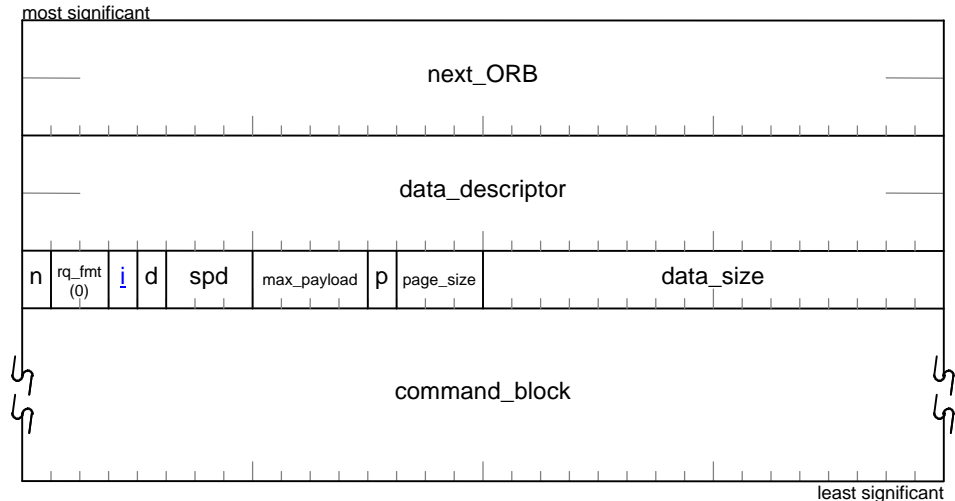 most significant
next_ORB
data_descriptor
n rq_fmt i d spd max_payload p page_size data_size
(0)
command_block
least significant